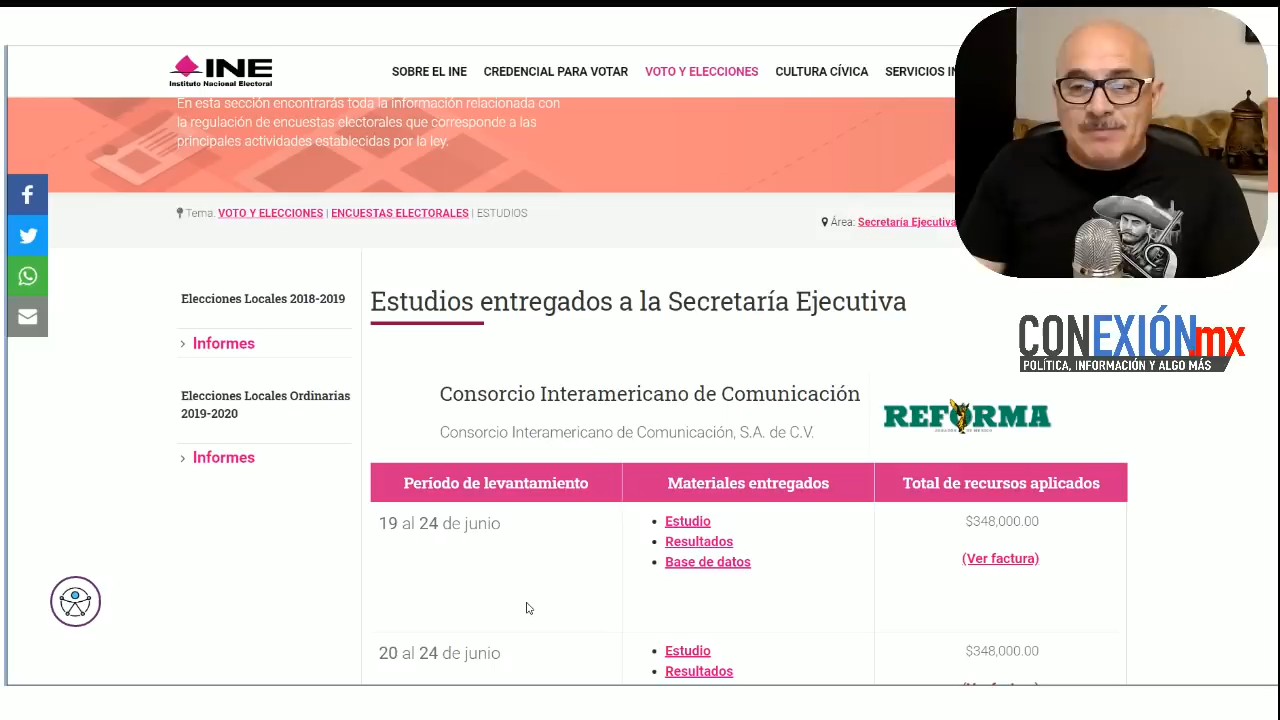 INE
Instituto Nacional Electoral
SOBRE EL INE
CREDENCIAL PARA VOTAR
VOTO Y ELECCIONES
CULTURA CÍVICA
SERVICIOS
En esta sección encontrarás toda la información relacionada con
la regulación de encuestas electorales que corresponde a las
principales actividades establecidas por la ley.
Tema: VOTO Y ELECCIONES | ENCUESTAS ELECTORALES | ESTUDIOS
Área: Secretaría Ejecutiva
Elecciones Locales 2018-2019
Informes
Elecciones Locales Ordinarias
2019-2020
Informes
Estudios entregados a la Secretaría Ejecutiva
CONEXIÓN.mx
POLÍTICA, INFORMACIÓN Y ALGO MÁS
Consorcio Interamericano de Comunicación
Consorcio Interamericano de Comunicación, S.A. de C.V.
REFORMA
Período de levantamiento
Materiales entregados
Total de recursos aplicados
19 al 24 de junio
Estudio
Resultados
Base de datos
$348,000.00
(Ver factura)
20 al 24 de junio
Estudio
Resultados
$348,000.00